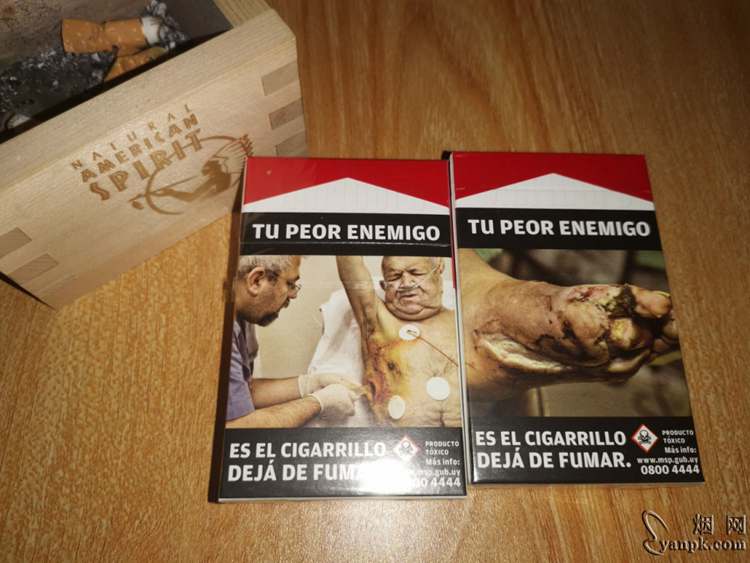 NATURAL
AMERICAN
SPIRIT
TU PEOR ENEMIGO
ES EL CIGARRILLO
DEJÁ DE FUMA
PRODUCTO
TÓXICO
Más info:
www.msp.gub.uy
0800 4444
TU PEOR ENEMIGO
ES EL CIGARRILLO
DEJÁ DE FUMAR.
PRODUCTO
TÓXICO
Más info:
www.msp.gub.uy
0800 4444
烟网
yanpk.com